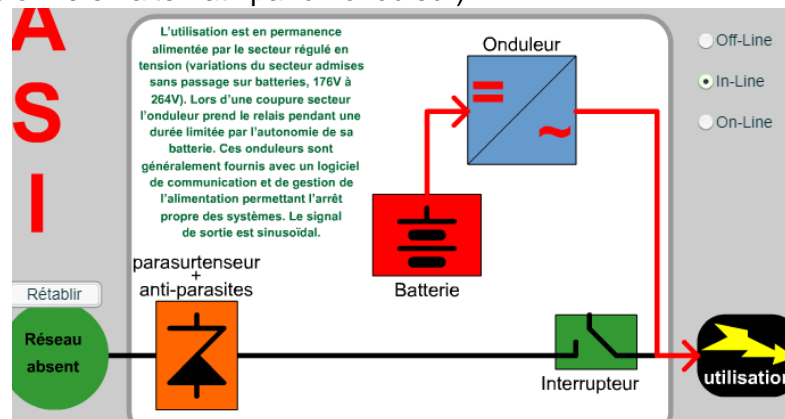 A
S
I
L'utilisation est en permanence
alimentée par le secteur régulé en
tension (variations du secteur admises
sans passage sur batteries, 176V à
264V). Lors d'une coupure secteur
l'onduleur prend le relais pendant une
durée limitée par l'autonomie de sa
batterie. Ces onduleurs sont
généralement fournis avec un logiciel
de communication et de gestion de
l'alimentation permettant l'arrêt
propre des systèmes. Le signal
de sortie est sinusoïdal.
Onduleur
=
~
Off-Line
In-Line
On-Line
Batterie
parasurtenseur
+
anti-parasites
Rétablir
Réseau
absent
Interrupteur
utilisation